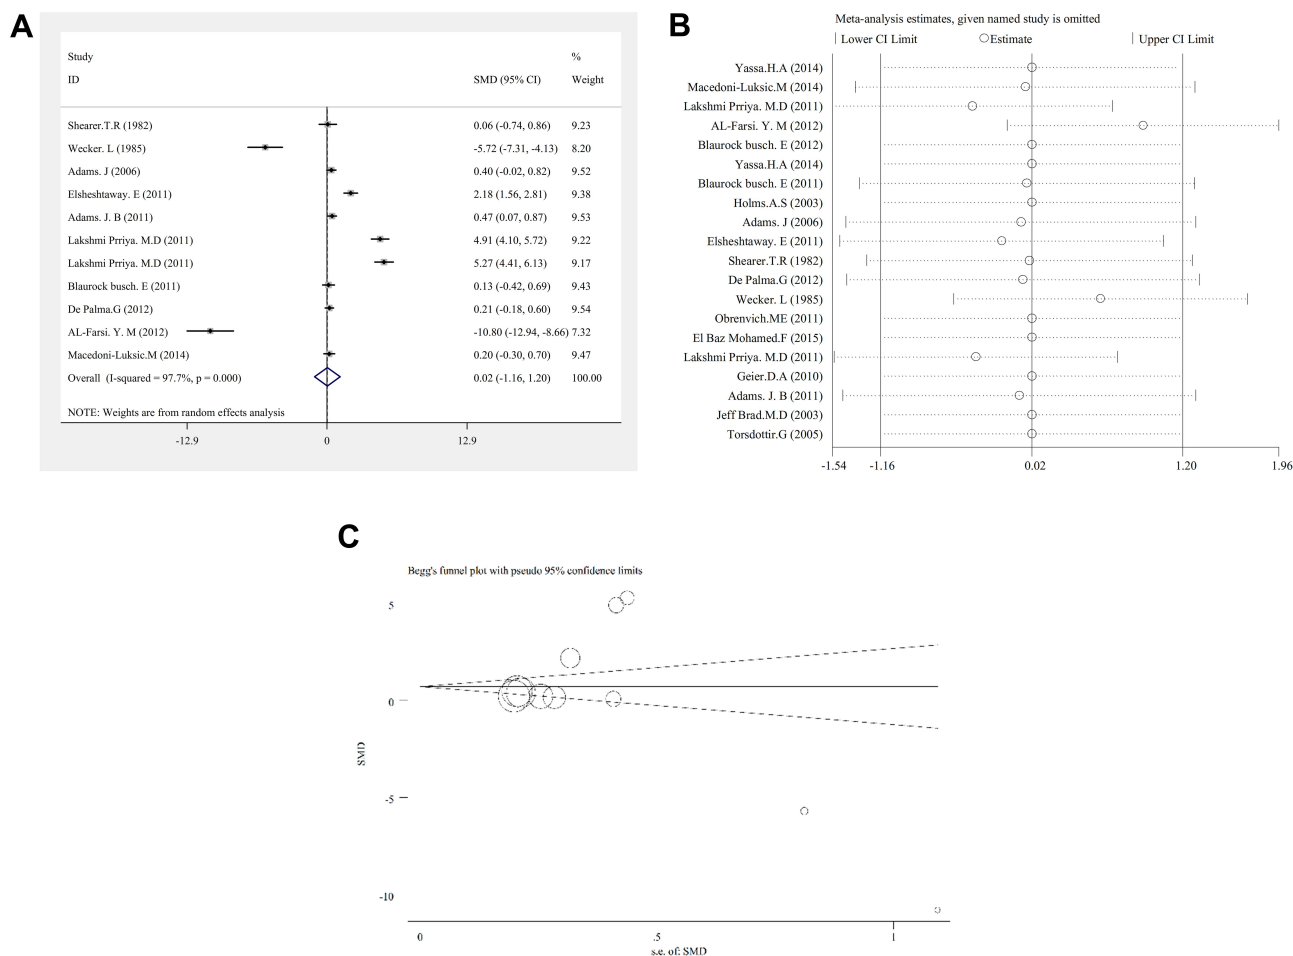 A
Study %
ID SMD (95% CI) Weight
Shearer.T.R (1982) 0.06 (-0.74, 0.86) 9.23
Wecker. L (1985) -5.72 (-7.31, -4.13) 8.20
Adams. J (2006) 0.40 (-0.02, 0.82) 9.52
Elsheshtaway. E (2011) 2.18 (1.56, 2.81) 9.38
Adams. J. B (2011) 0.47 (0.07, 0.87) 9.53
Lakshmi Prriya. M.D (2011) 4.91 (4.10, 5.72) 9.22
Lakshmi Prriya. M.D (2011) 5.27 (4.41, 6.13) 9.17
Blaurock busch. E (2011) 0.13 (-0.42, 0.69) 9.43
De Palma.G (2012) 0.21 (-0.18, 0.60) 9.54
AL-Farsi. Y. M (2012) -10.80 (-12.94, -8.66) 7.32
Macedoni-Luksic.M (2014) 0.20 (-0.30, 0.70) 9.47
Overall (I-squared = 97.7%, p = 0.000) 0.02 (-1.16, 1.20) 100.00
NOTE: Weights are from random effects analysis
-12.9 0 12.9
B
Meta-analysis estimates, given named study is omitted
Lower CI Limit Estimate Upper CI Limit
Yassa.H.A (2014)
Macedoni-Luksic.M (2014)
Lakshmi Prriya. M.D (2011)
AL-Farsi. Y. M (2012)
Blaurock busch. E (2012)
Yassa.H.A (2014)
Blaurock busch. E (2011)
Holms.A.S (2003)
Adams. J (2006)
Elsheshtaway. E (2011)
Shearer.T.R (1982)
De Palma.G (2012)
Wecker. L (1985)
Obrenvich.ME (2011)
El Baz Mohamed.F (2015)
Lakshmi Prriya. M.D (2011)
Geier.D.A (2010)
Adams. J. B (2011)
Jeff Brad.M.D (2003)
Torsdottir.G (2005)
-1.54 -1.16 0.02 1.20 1.96
C
Begg's funnel plot with pseudo 95% confidence limits
5
0
-5
-10
SMD
0 .5 1
s.e. of: SMD